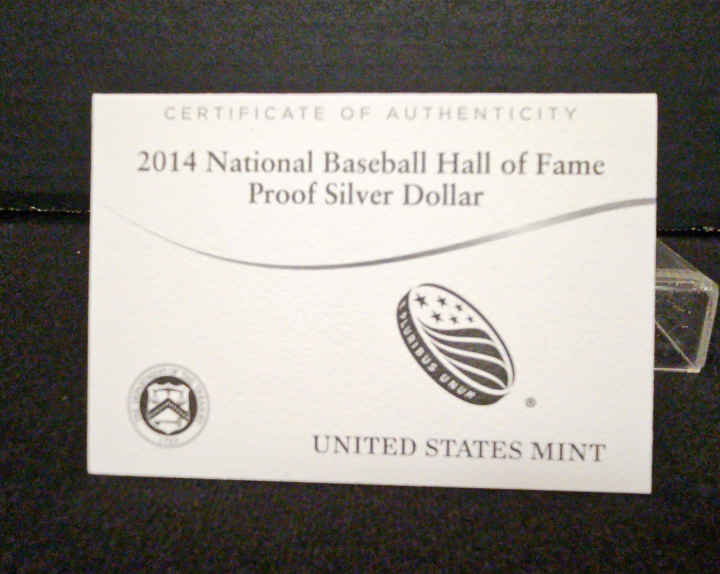 CERTIFICATE OF AUTHENTICITY
2014 National Baseball Hall of Fame
Proof Silver Dollar
E PLURIBUS UNUM
®
UNITED STATES MINT